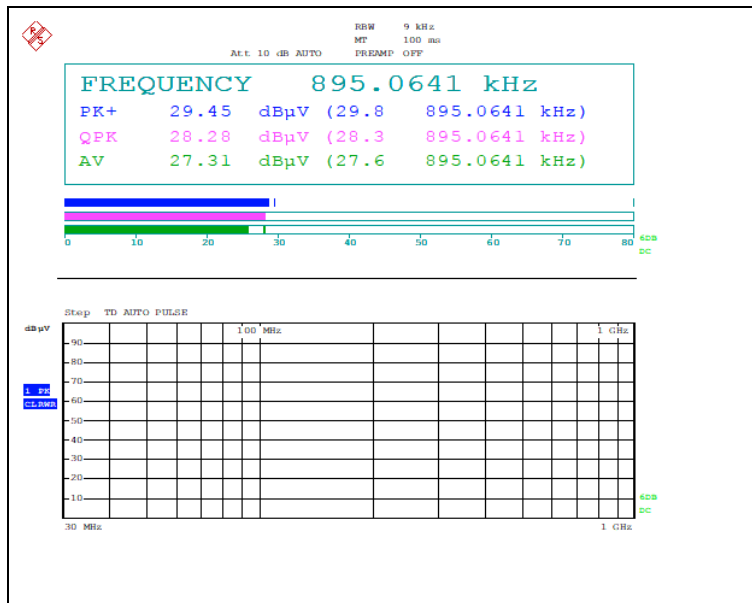 R S
RBW 9 kHz
MT 100 ms
Att 10 dB AUTO PREAMP OFF
FREQUENCY 895.0641 kHz
PK+ 29.45 dBµV (29.8 895.0641 kHz)
QPK 28.28 dBµV (28.3 895.0641 kHz)
AV 27.31 dBµV (27.6 895.0641 kHz)
0 10 20 30 40 50 60 70 80
6DB
DC
Step TD AUTO PULSE
dBµV
100 MHz 1 GHz
90
80
70
1 PK
60
CLRWR
50
40
30
20
10
6DB
DC
30 MHz 1 GHz